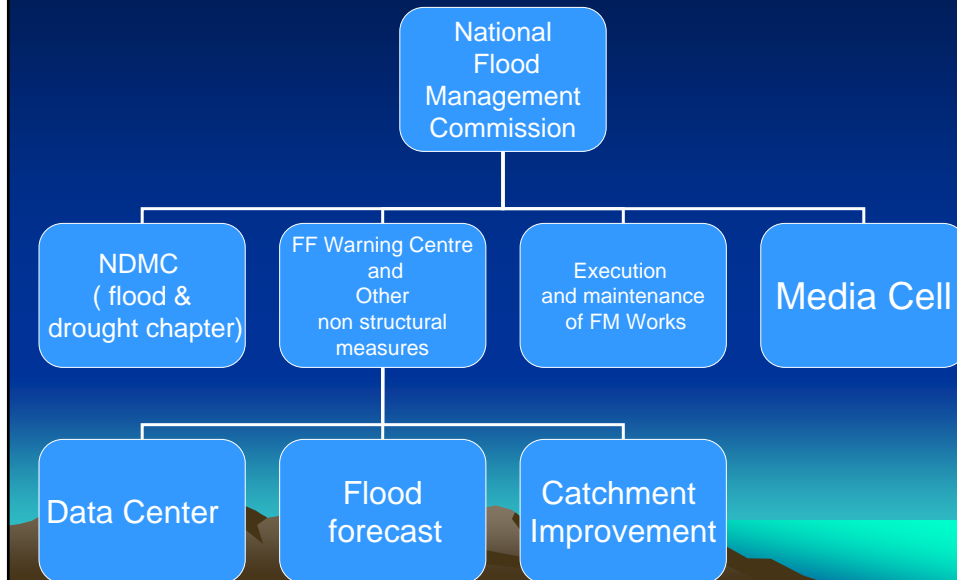 National
Flood
Management
Commission
NDMC
( flood &
drought chapter)
FF Warning Centre
and
Other
non structural
measures
Execution
and maintenance
of FM Works
Media Cell
Data Center
Flood
forecast
Catchment
Improvement